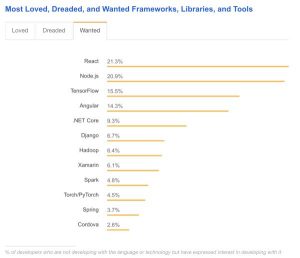 Most Loved, Dreaded, and Wanted Frameworks, Libraries, and Tools
Loved Dreaded Wanted
React 21.3%
Node.js 20.9%
TensorFlow 15.5%
Angular 14.3%
.NET Core 9.3%
Django 6.7%
Hadoop 6.4%
Xamarin 6.1%
Spark 4.8%
Torch/PyTorch 4.5%
Spring 3.7%
Cordova 2.6%
% of developers who are not developing with the language or technology but have expressed interest in developing with it